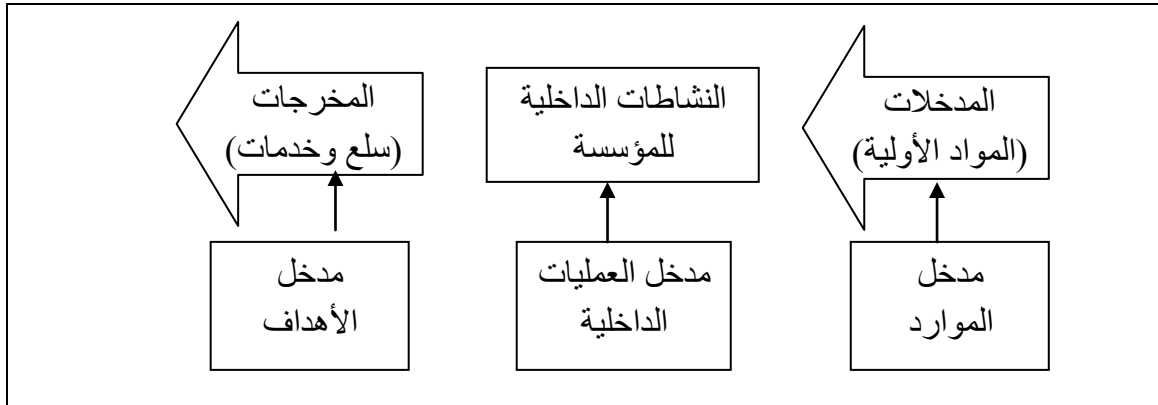 المدخلات
(المواد الأولية)
النشاطات الداخلية
للمؤسسة
المخرجات
(سلع وخدمات)
مدخل
الموارد
مدخل العمليات
الداخلية
مدخل
الأهداف